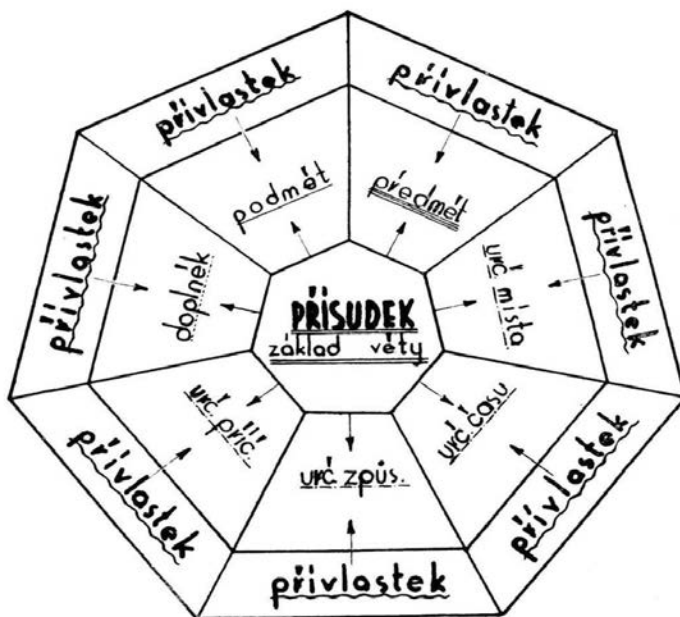 přívlastek
přívlastek
podmět
předmět
přívlastek
přívlastek
doplněk
urč. místa
PŘÍSUDEK
základ věty
urč. příč.
urč. času
urč. způs.
přívlastek
přívlastek
přívlastek